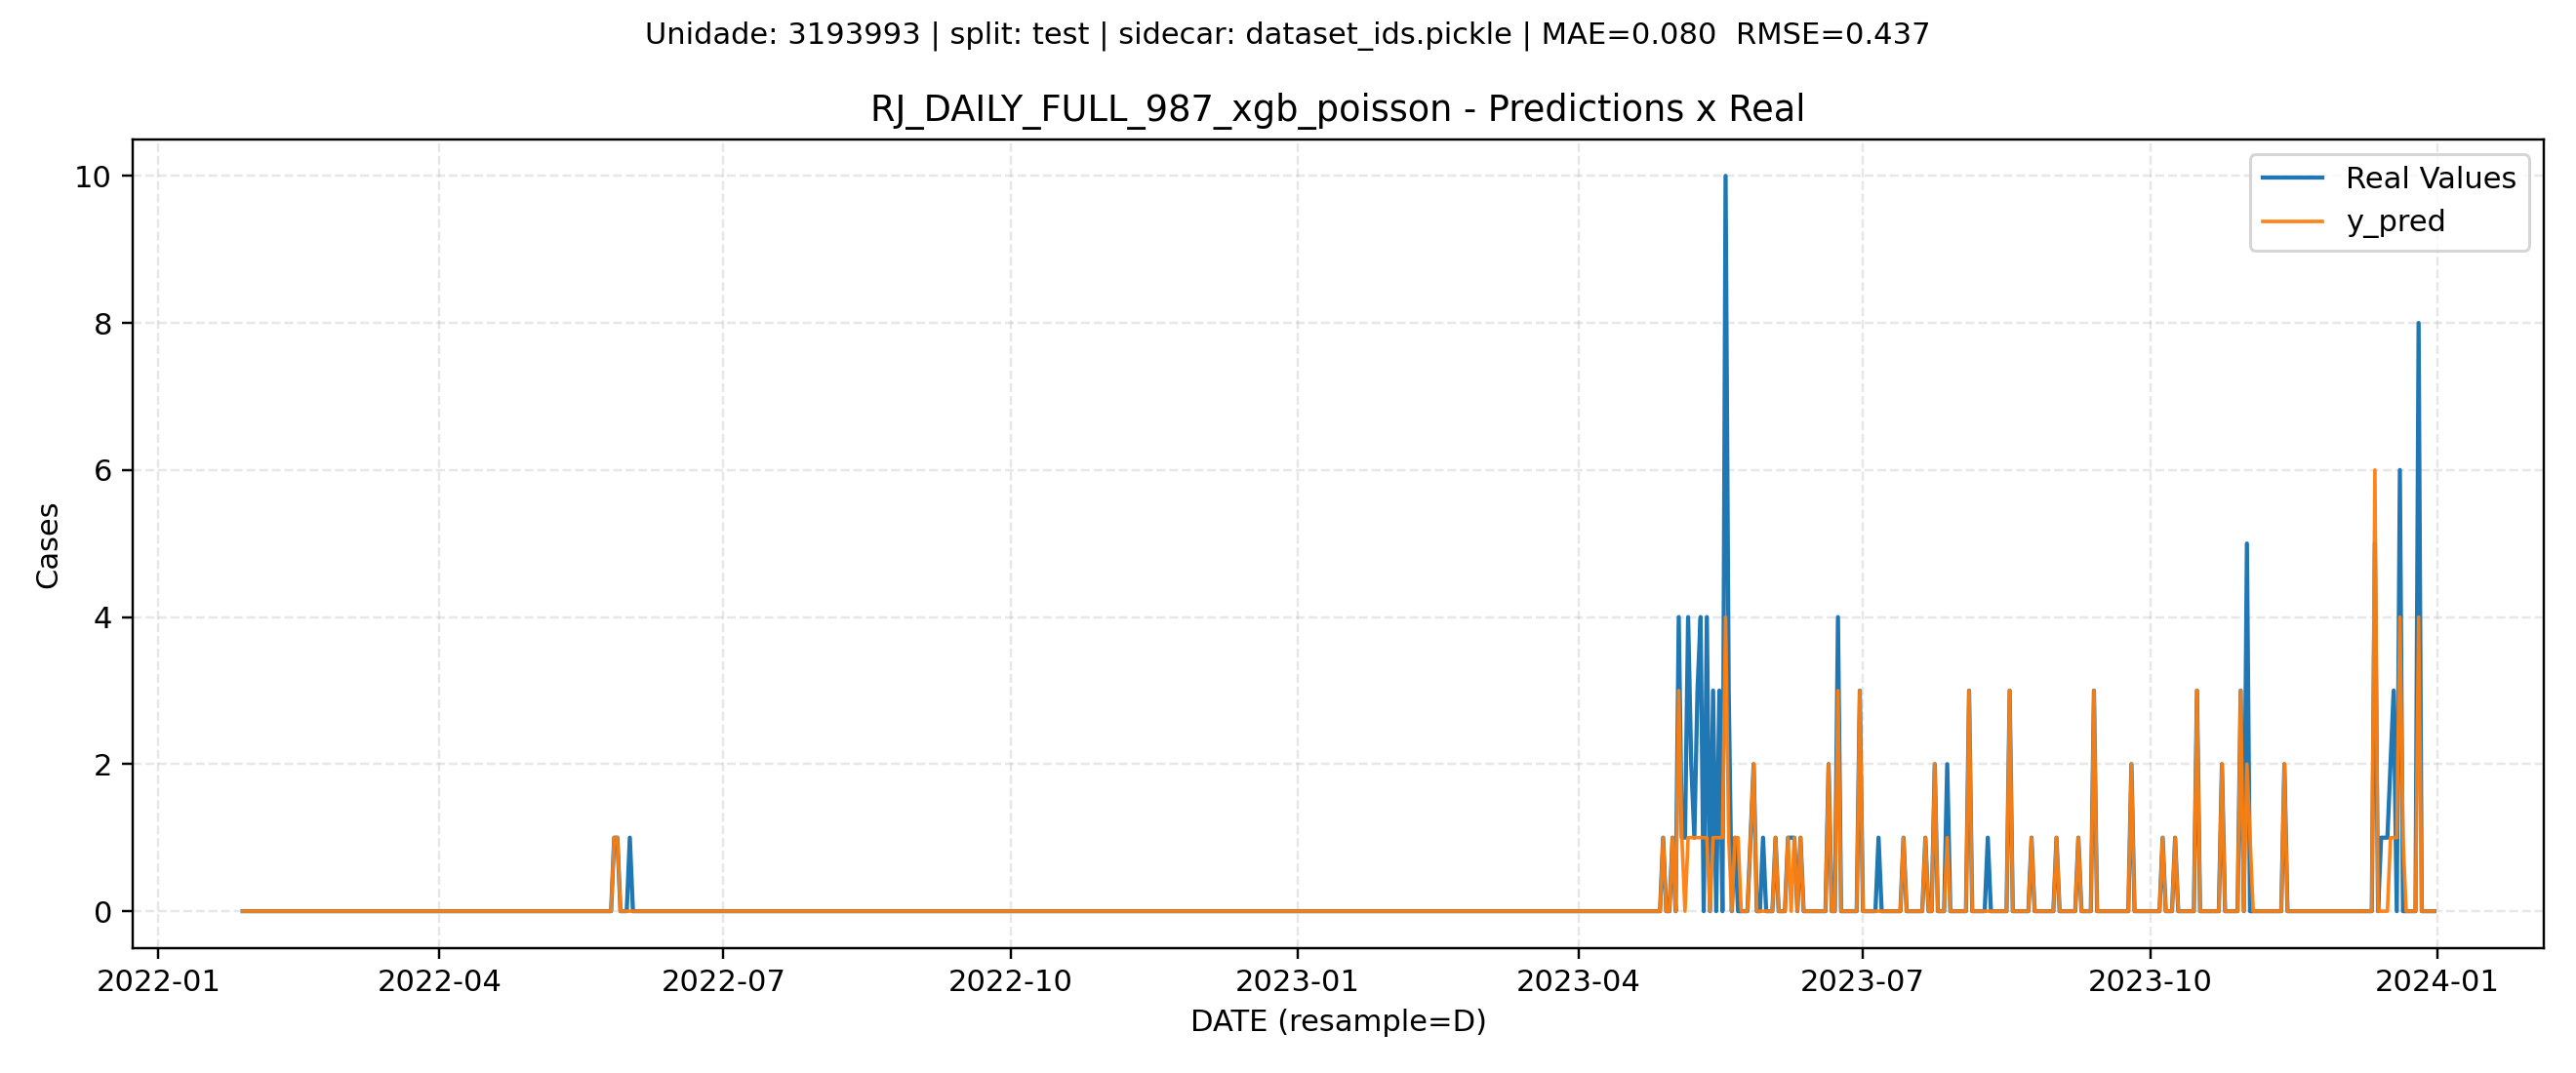 Unidade: 3193993 | split: test | sidecar: dataset_ids.pickle | MAE=0.080  RMSE=0.437
RJ_DAILY_FULL_987_xgb_poisson - Predictions x Real
Real Values
y_pred
Cases
10
8
6
4
2
0
2022-01
2022-04
2022-07
2022-10
2023-01
2023-04
2023-07
2023-10
2024-01
DATE (resample=D)